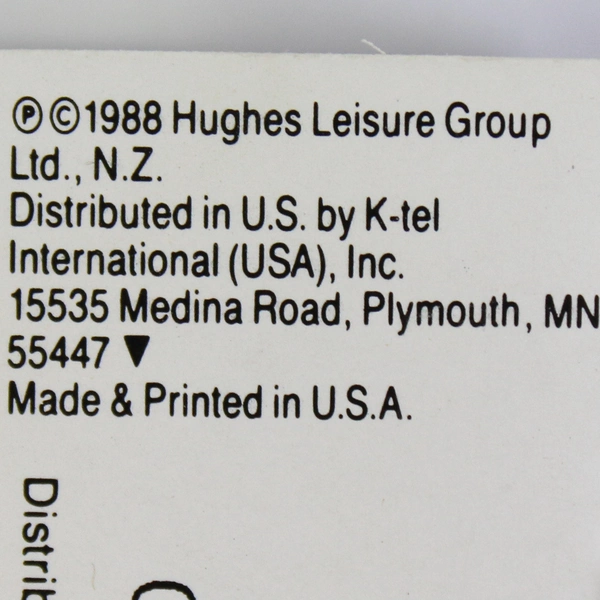 ℗©1988 Hughes Leisure Group
Ltd., N.Z.
Distributed in U.S. by K-tel
International (USA), Inc.
15535 Medina Road, Plymouth, MN
55447 ▼
Made & Printed in U.S.A.
Distrib